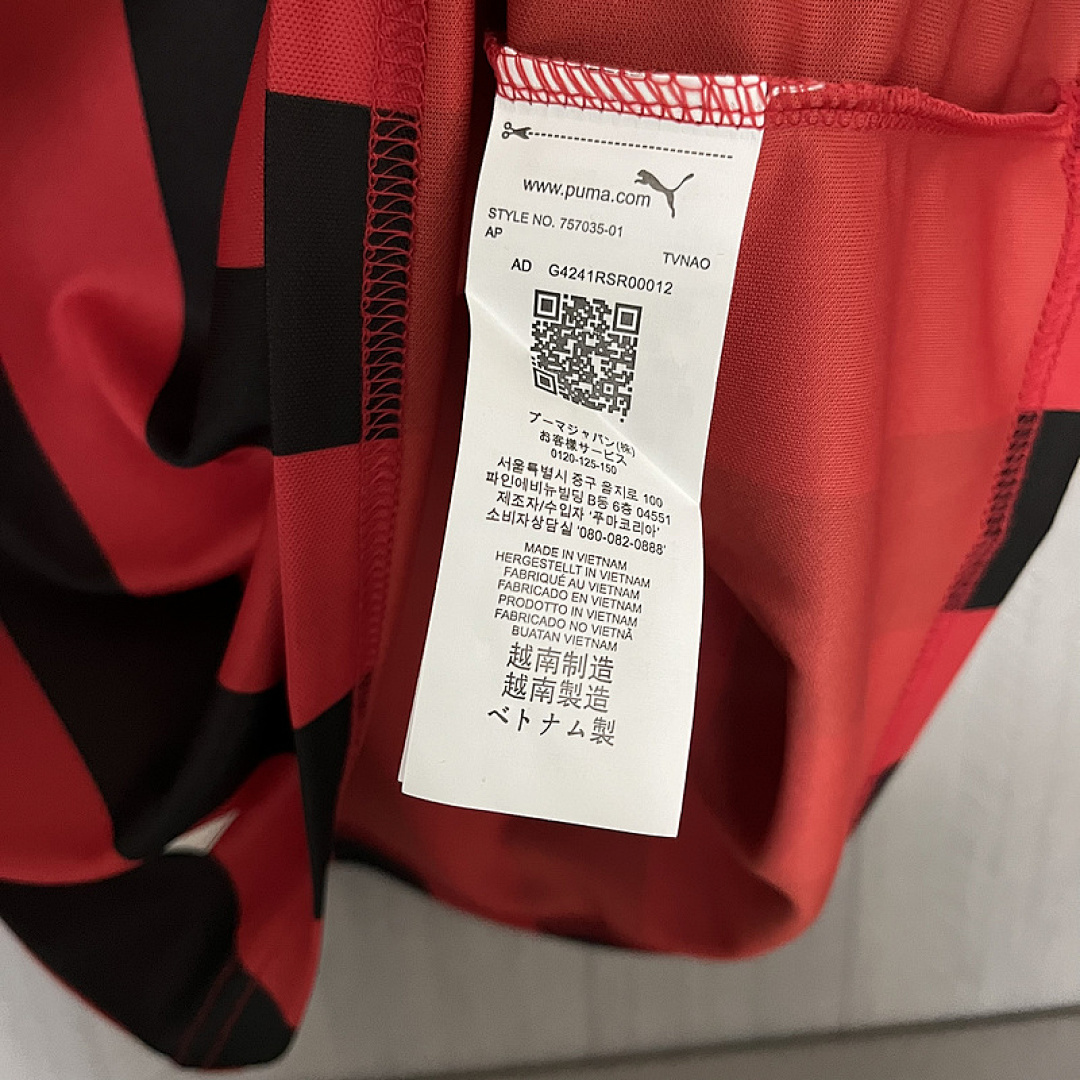 www.puma.com
STYLE NO. 757035-01
AP
TVNAO
AD G4241RSR00012
プーマジャパン(株)
お客様サービス
0120-125-150
서울특별시 중구 을지로 100
파인에비뉴빌딩 B동 6층 04551
제조자/수입자 '푸마코리아'
소비자상담실 '080-082-0888'
MADE IN VIETNAM
HERGESTELLT IN VIETNAM
FABRIQUÉ AU VIETNAM
FABRICADO EN VIETNAM
PRODOTTO IN VIETNAM
FABRICADO NO VIETNÃ
BUATAN VIETNAM
越南制造
越南製造
ベトナム製